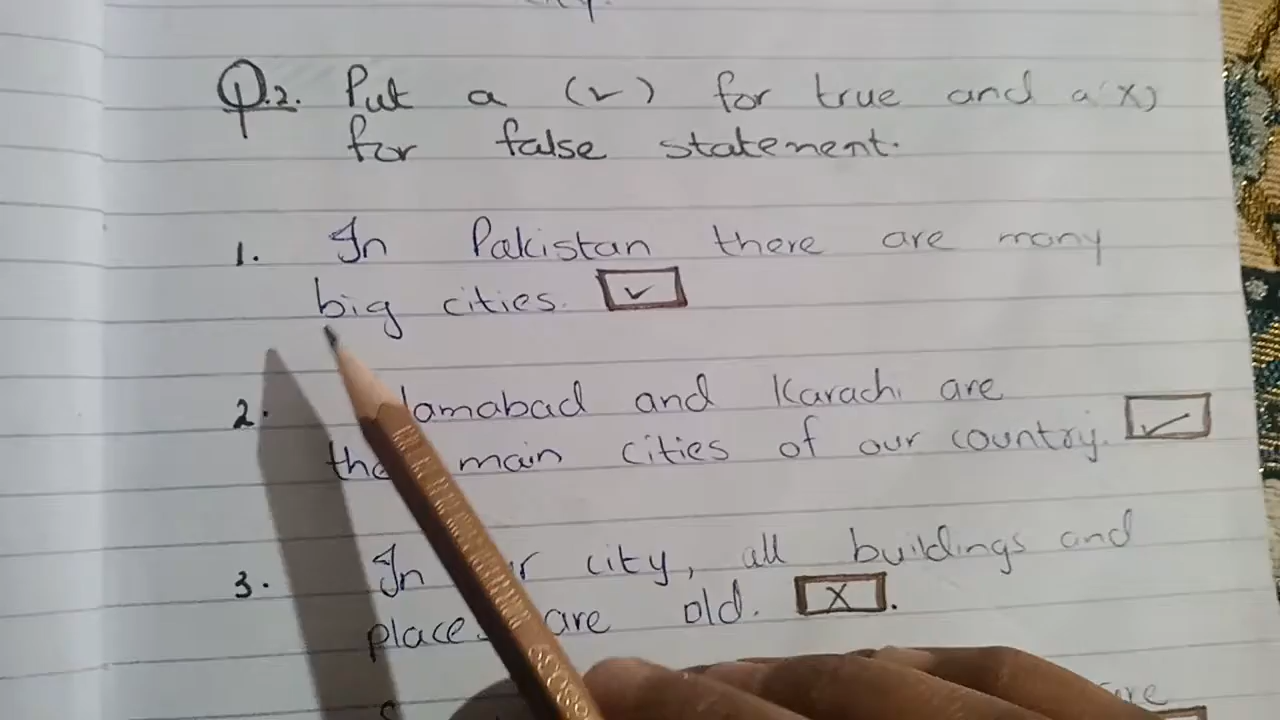 Q.2. Put a (✓) for true and a (x)
for false statement.
1. In Pakistan there are many
big cities. ✓
2. lamabad and Karachi are
the main cities of our country. ✓
3. In r city, all buildings and
places are old. X.